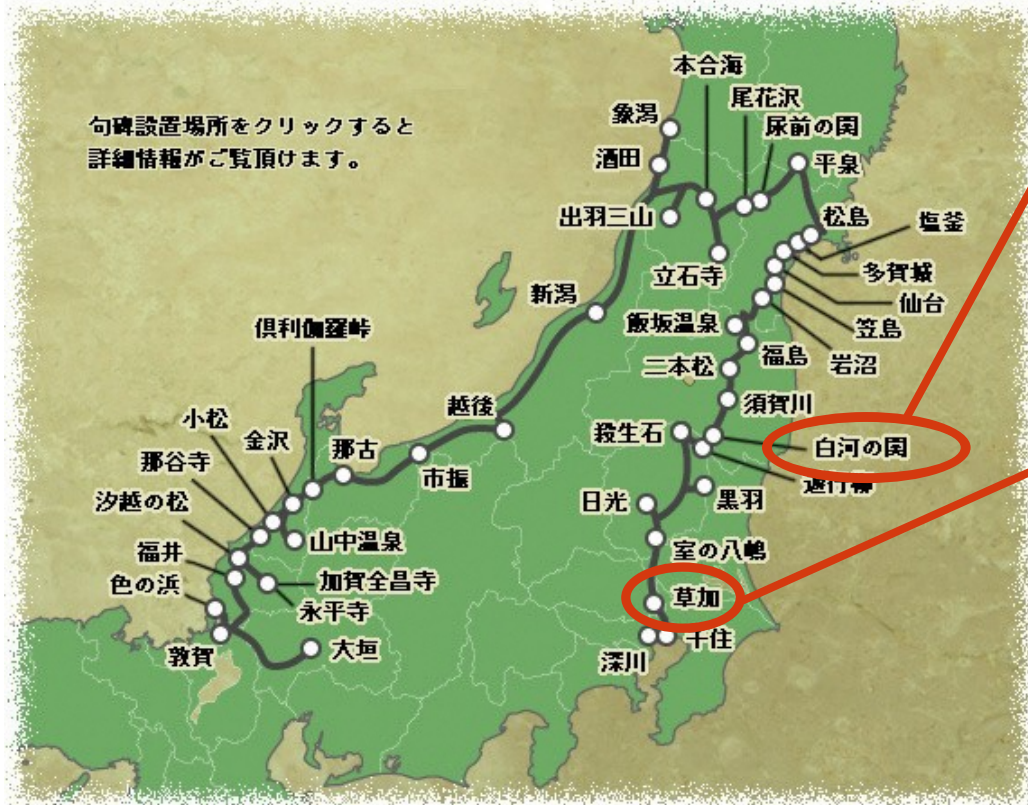 句碑設置場所をクリックすると
詳細情報がご覧頂けます。
本合海
尾花沢
尿前の関
象潟
酒田
平泉
出羽三山
松島
塩釜
立石寺
多賀城
仙台
新潟
飯坂温泉
笠島
福島
岩沼
倶利伽羅峠
二本松
須賀川
越後
小松
金沢
那古
殺生石
白河の関
那谷寺
市振
遊行柳
汐越の松
日光
黒羽
山中温泉
室の八嶋
福井
色の浜
加賀全昌寺
草加
永平寺
敦賀
大垣
千住
深川